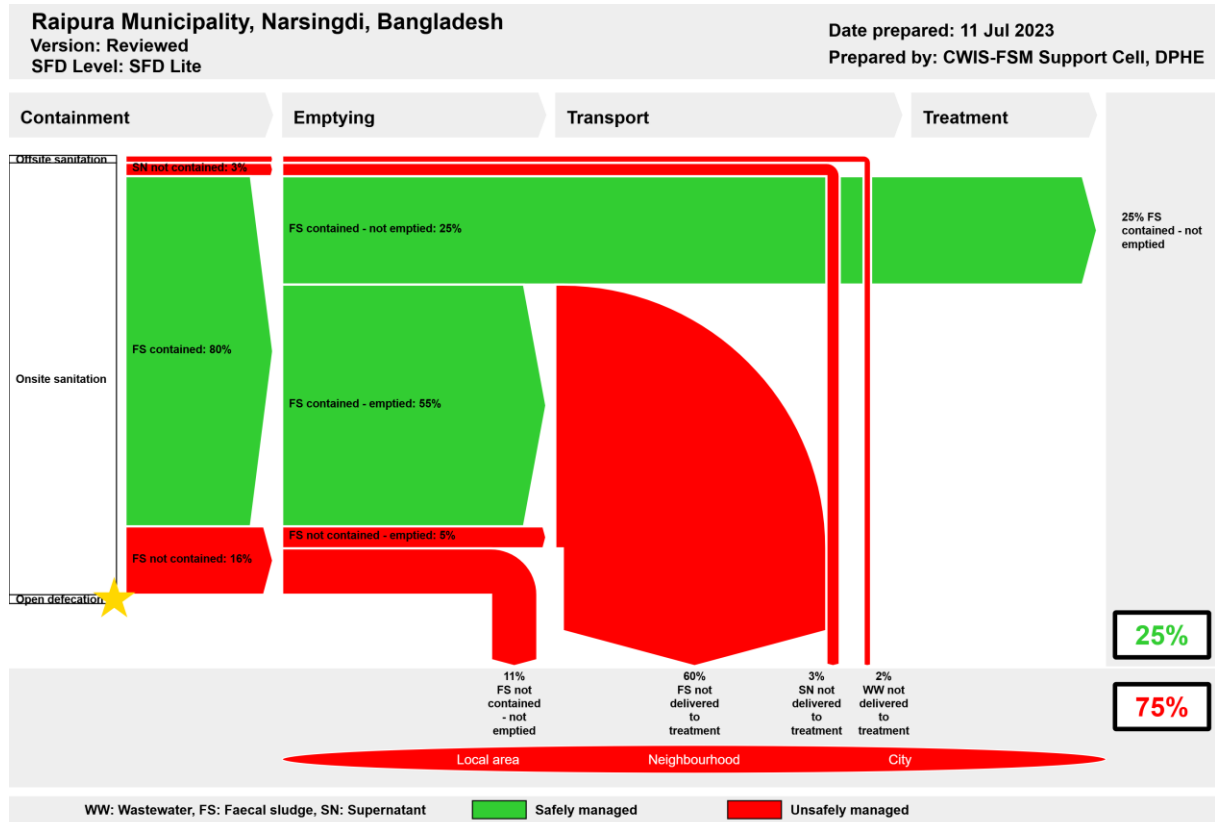 Raipura Municipality, Narsingdi, Bangladesh
Version: Reviewed
SFD Level: SFD Lite
Date prepared: 11 Jul 2023
Prepared by: CWIS-FSM Support Cell, DPHE
Containment
Emptying
Transport
Treatment
Offsite sanitation
SN not contained: 3%
FS contained - not emptied: 25%
25% FS
contained - not
emptied
FS contained: 80%
Onsite sanitation
FS contained - emptied: 55%
FS not contained - emptied: 5%
FS not contained: 16%
Open defecation
25%
11%
FS not
contained
- not
emptied
60%
FS not
delivered
to
treatment
3%
SN not
delivered
to
treatment
2%
WW not
delivered
to
treatment
75%
Local area
Neighbourhood
City
WW: Wastewater, FS: Faecal sludge, SN: Supernatant
Safely managed
Unsafely managed